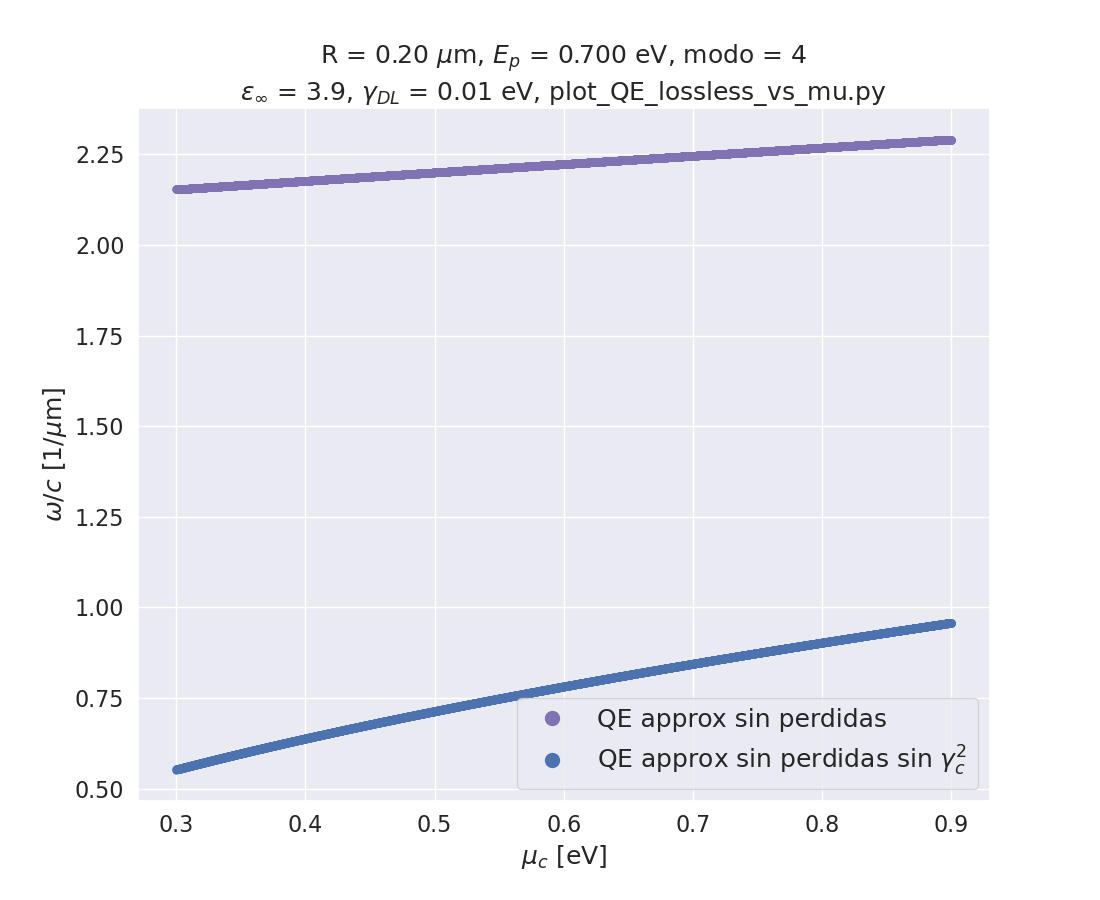 R = 0.20 μm, E_p = 0.700 eV, modo = 4
ε_∞ = 3.9, γ_DL = 0.01 eV, plot_QE_lossless_vs_mu.py
2.25
2.00
1.75
1.50
1.25
1.00
0.75
0.50
ω/c [1/μm]
QE approx sin perdidas
QE approx sin perdidas sin γ_c^2
0.3 0.4 0.5 0.6 0.7 0.8 0.9
μ_c [eV]